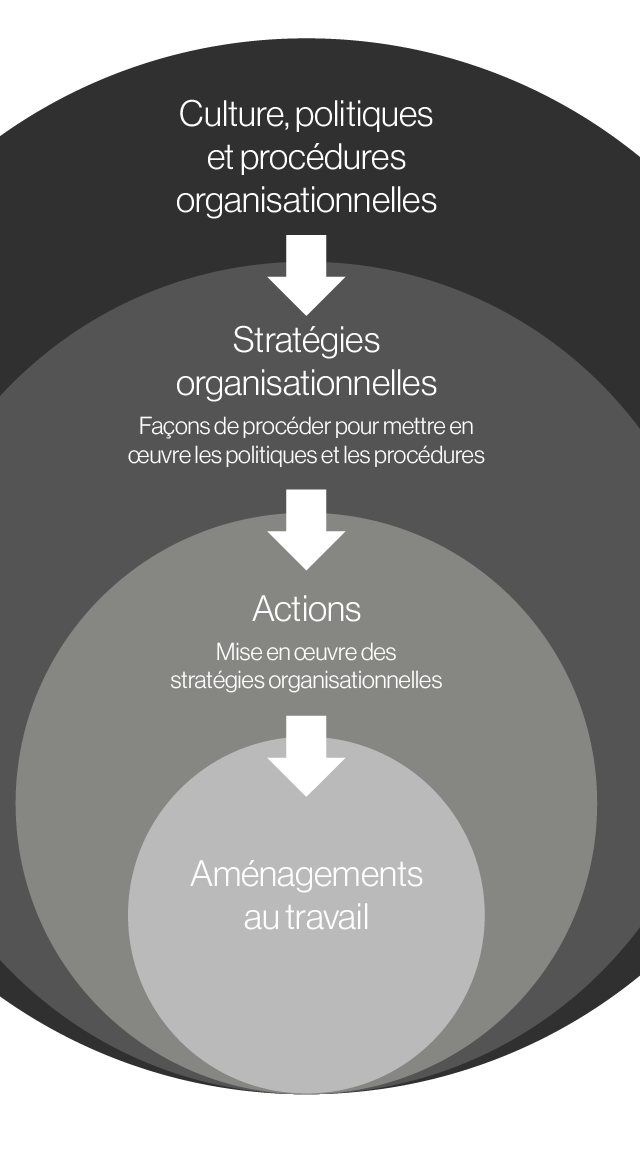 Culture, politiques
et procédures
organisationnelles
Stratégies
organisationnelles
Façons de procéder pour mettre en
œuvre les politiques et les procédures
Actions
Mise en œuvre des
stratégies organisationnelles
Aménagements
au travail